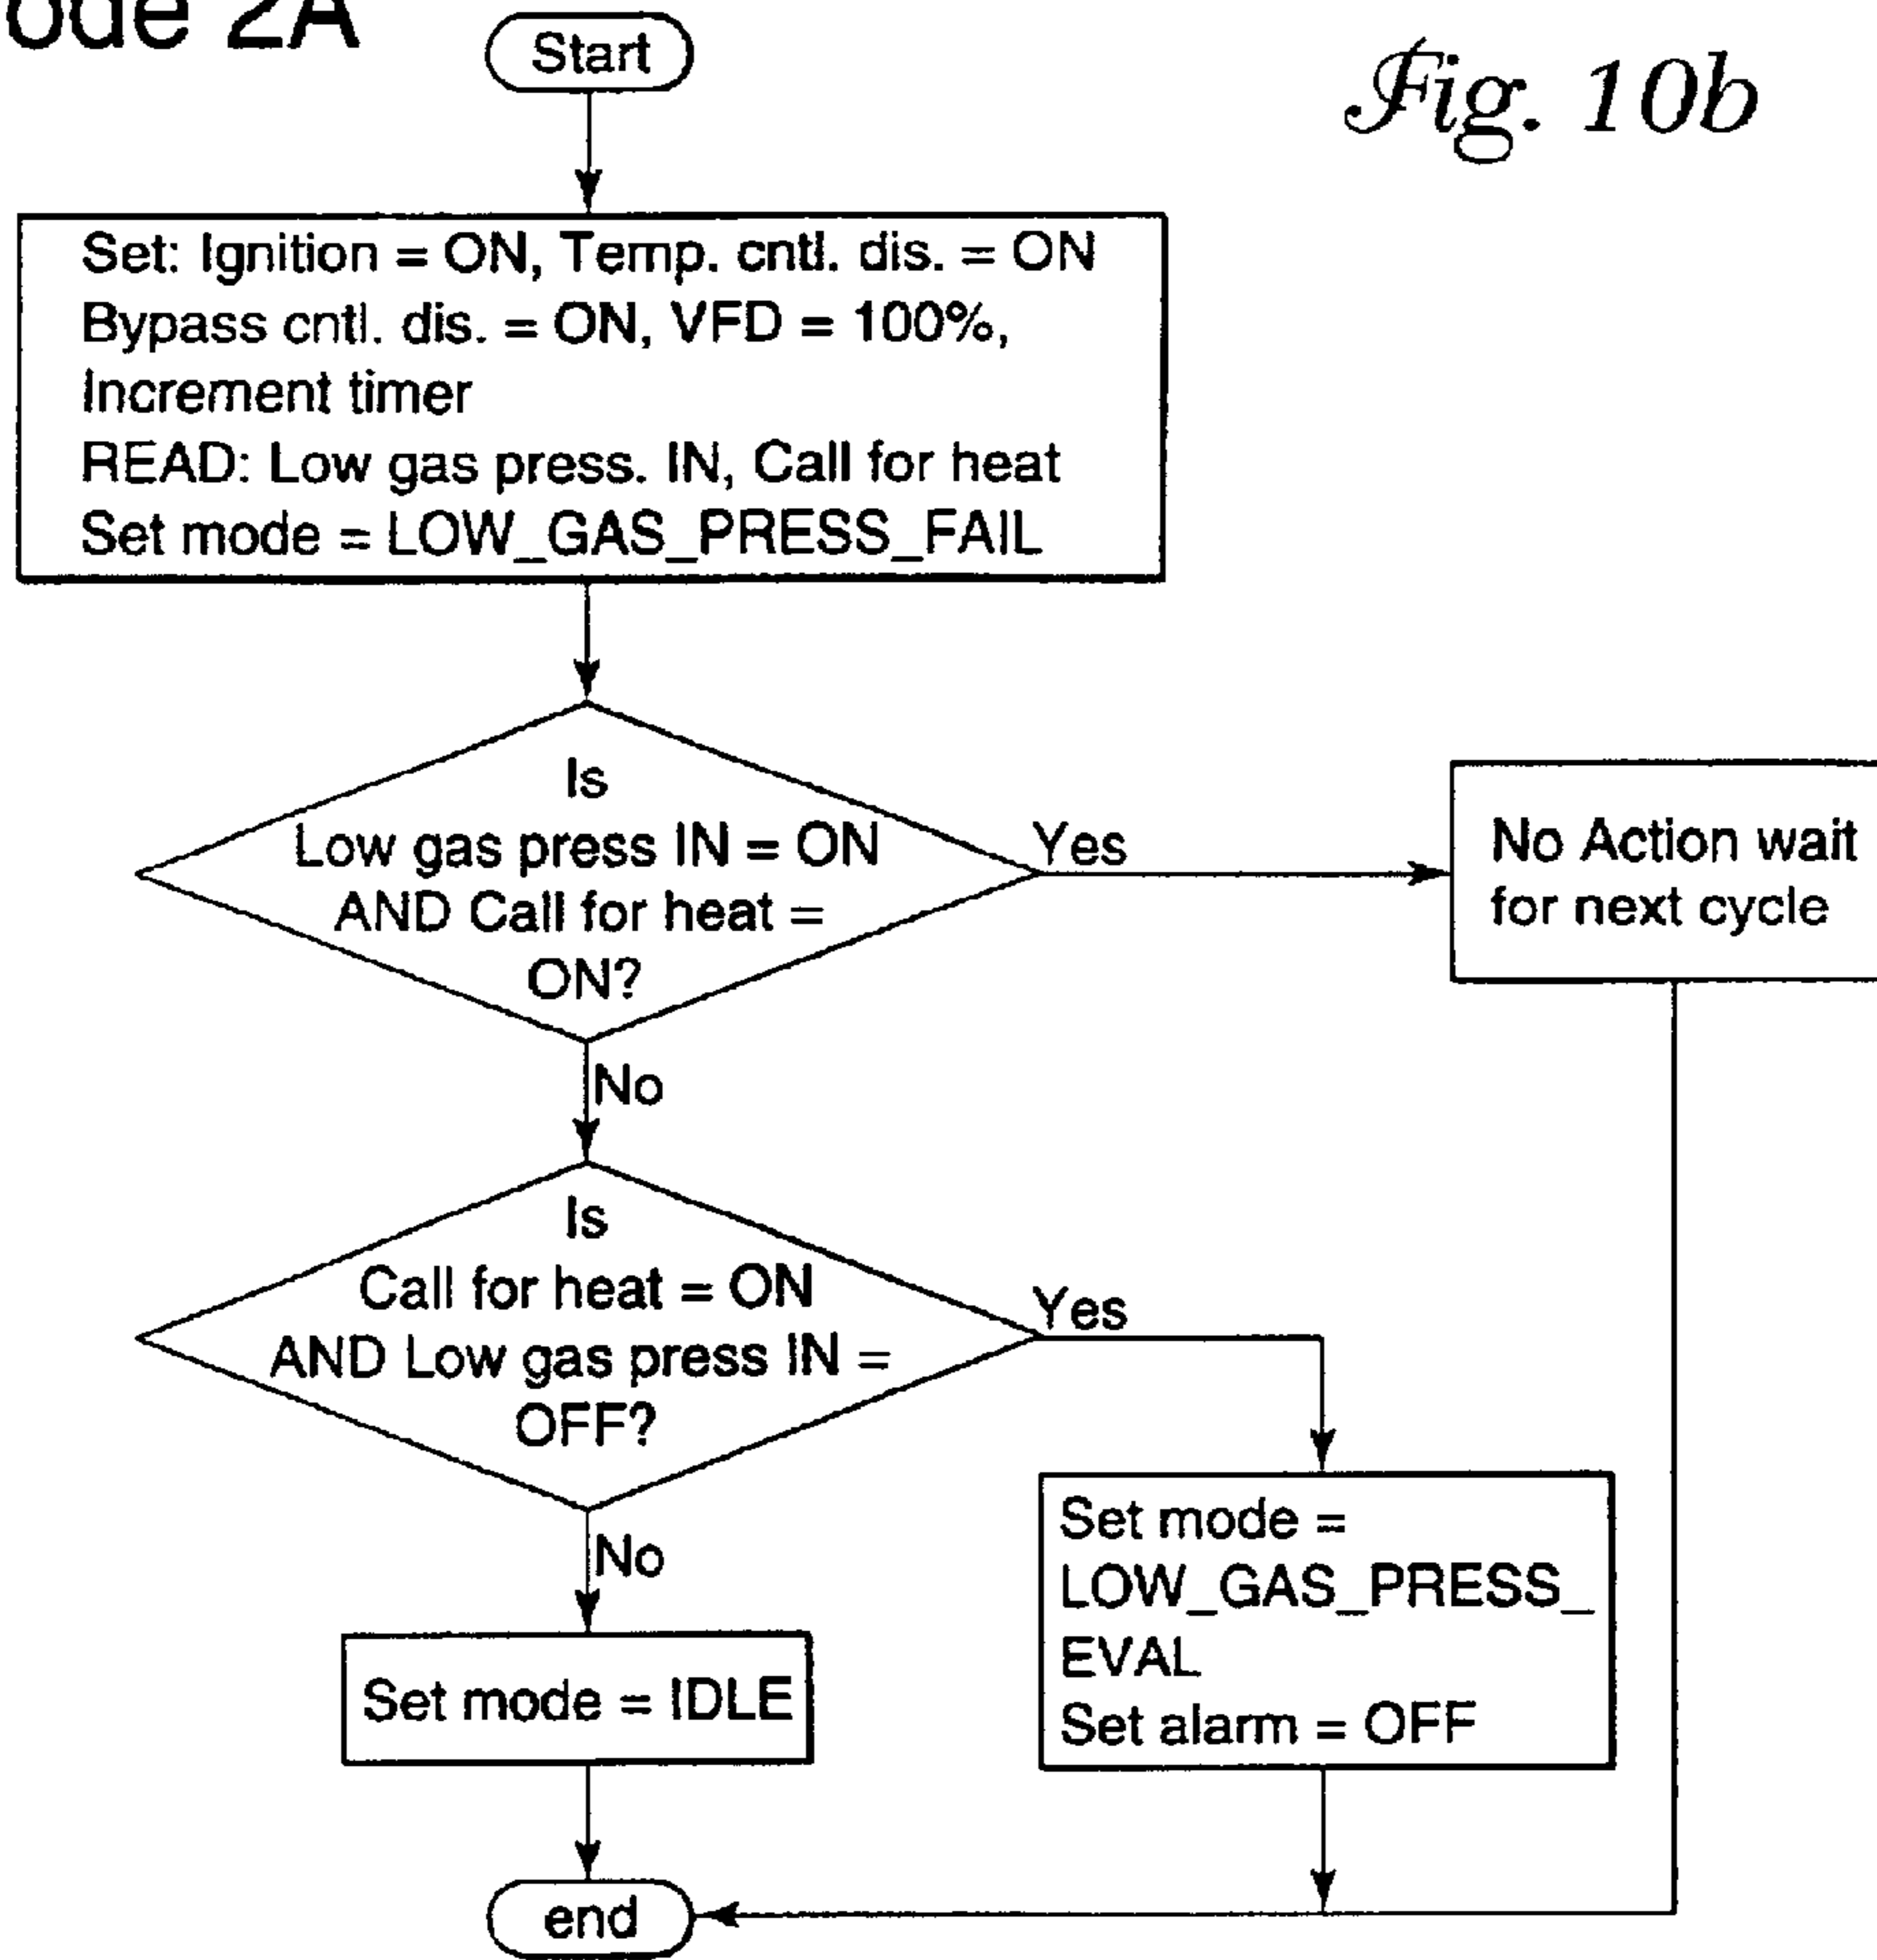 ode 2A
Start
Fig. 10b
Set: Ignition = ON, Temp. cntl. dis. = ON
Bypass cntl. dis. = ON, VFD = 100%,
Increment timer
READ: Low gas press. IN, Call for heat
Set mode = LOW_GAS_PRESS_FAIL
Is
Low gas press IN = ON
AND Call for heat =
ON?
Yes
No Action wait
for next cycle
No
Is
Call for heat = ON
AND Low gas press IN =
OFF?
Yes
Set mode =
LOW_GAS_PRESS_
EVAL
Set alarm = OFF
No
Set mode = IDLE
end